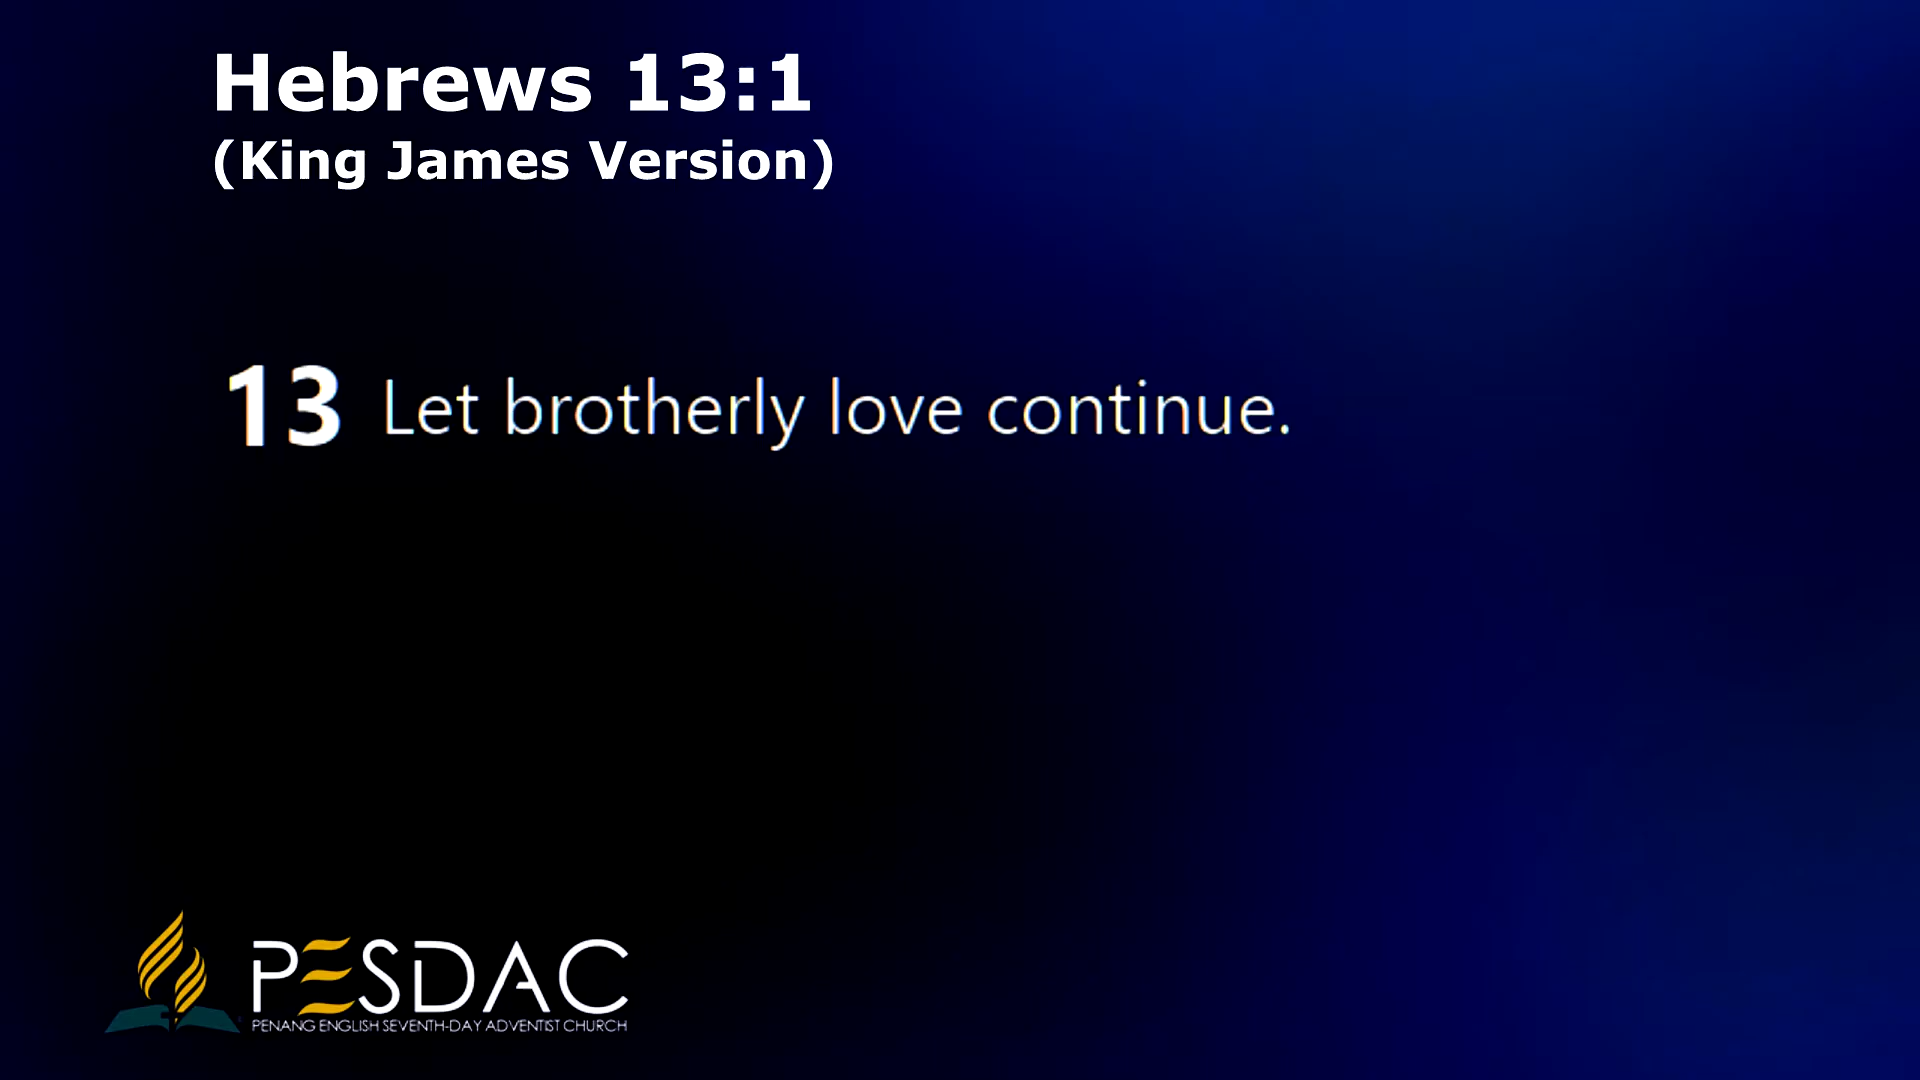 Hebrews 13:1
(King James Version)
13 Let brotherly love continue.
PESDAC
PENANG ENGLISH SEVENTH-DAY ADVENTIST CHURCH